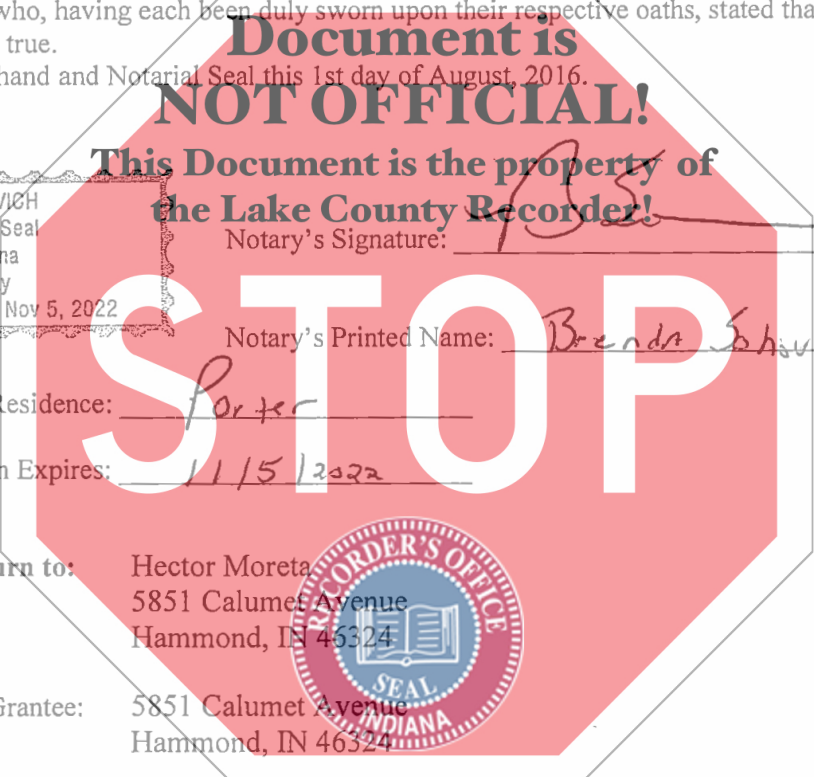 who, having each been duly sworn upon their respective oaths, stated tha
true.
Document is
hand and Notarial Seal this 1st day of August, 2016.
NOT OFFICIAL!
This Document is the property of
the Lake County Recorder!
VICH
Seal
na
y
Nov 5, 2022
Notary's Signature:
STOP
Notary's Printed Name: Brenda
Residence: Porter
n Expires: 11/5/2022
urn to: Hector Moreta
5851 Calumet Avenue
Hammond, IN 46324
RECORDER'S OFFICE
SEAL
INDIANA
Grantee: 5851 Calumet Avenue
Hammond, IN 46324